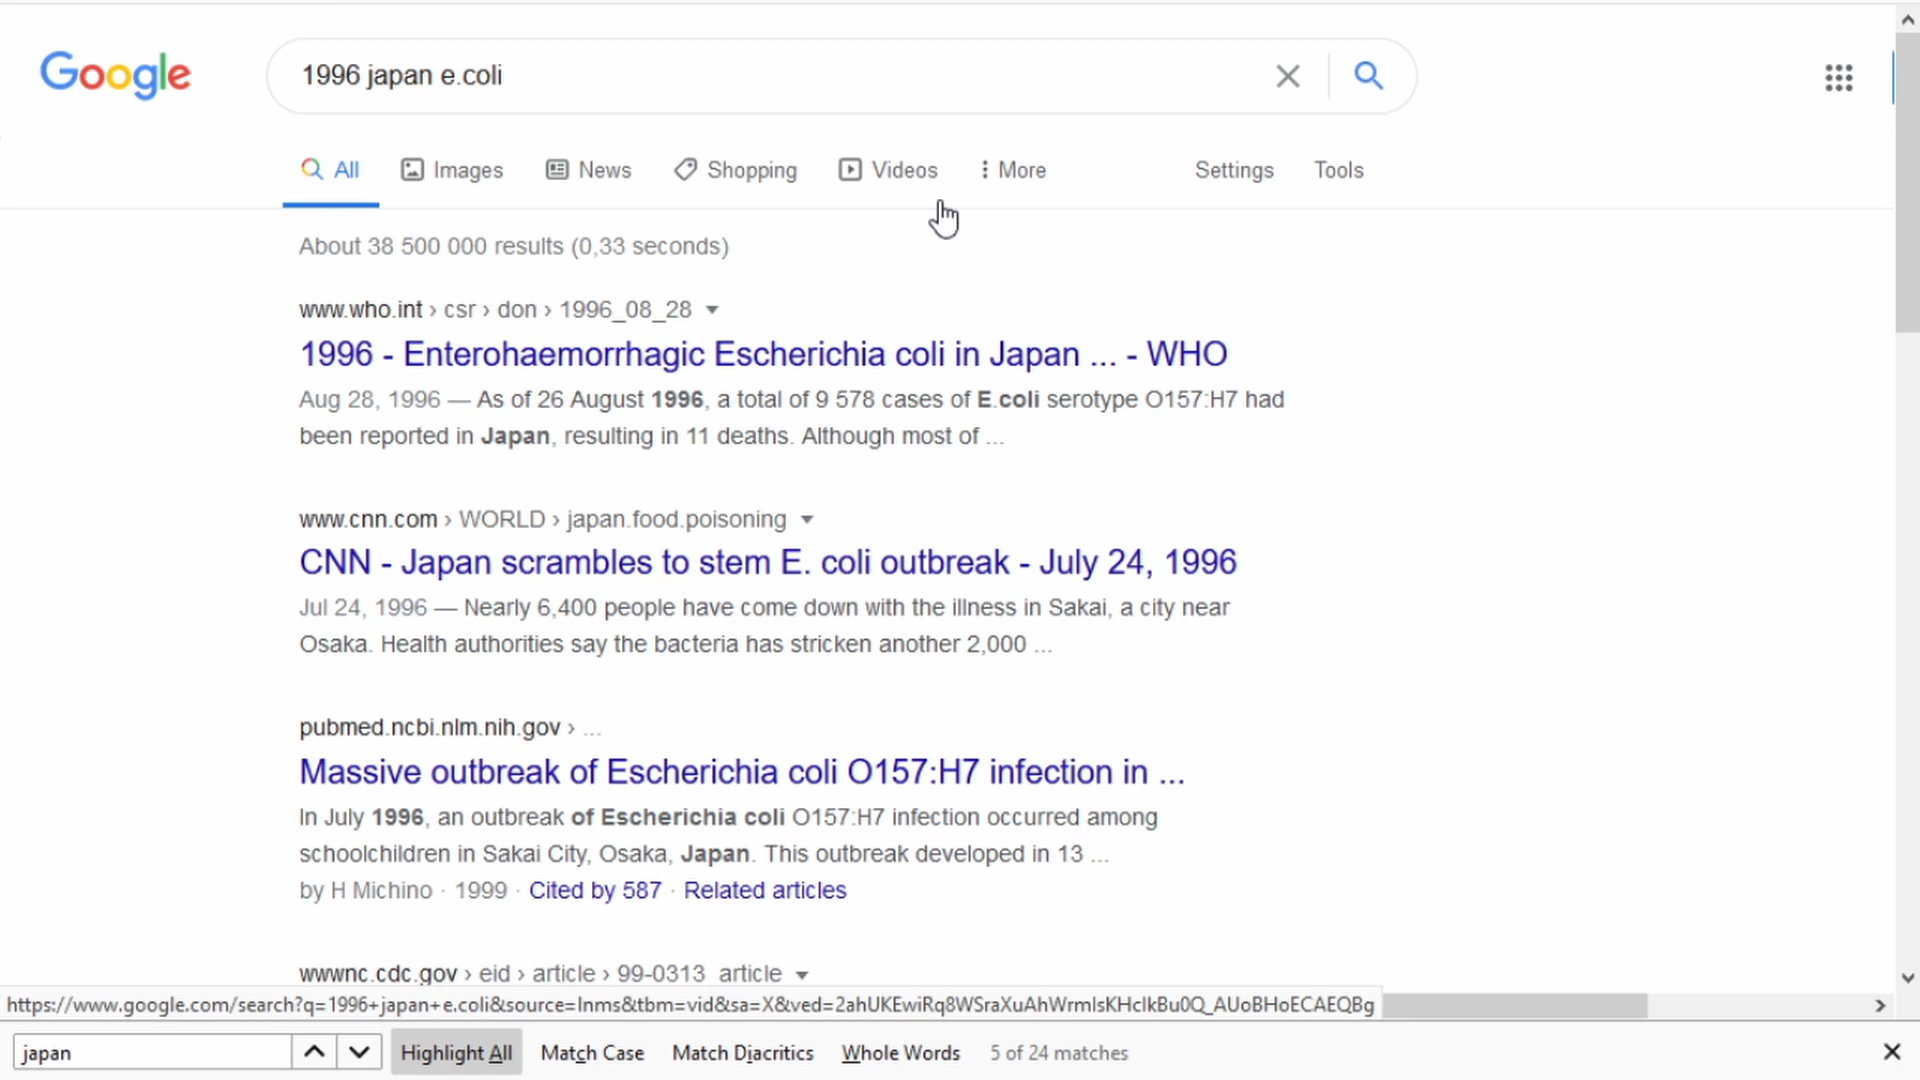 Google
1996 japan e.coli
All Images News Shopping Videos More Settings Tools
About 38 500 000 results (0,33 seconds)
www.who.int › csr › don › 1996_08_28
1996 - Enterohaemorrhagic Escherichia coli in Japan ... - WHO
Aug 28, 1996 — As of 26 August 1996, a total of 9 578 cases of E.coli serotype O157:H7 had
been reported in Japan, resulting in 11 deaths. Although most of ...
www.cnn.com › WORLD › japan.food.poisoning
CNN - Japan scrambles to stem E. coli outbreak - July 24, 1996
Jul 24, 1996 — Nearly 6,400 people have come down with the illness in Sakai, a city near
Osaka. Health authorities say the bacteria has stricken another 2,000 ...
pubmed.ncbi.nlm.nih.gov › ...
Massive outbreak of Escherichia coli O157:H7 infection in ...
In July 1996, an outbreak of Escherichia coli O157:H7 infection occurred among
schoolchildren in Sakai City, Osaka, Japan. This outbreak developed in 13 ...
by H Michino · 1999 · Cited by 587 · Related articles
wwwnc.cdc.gov › eid › article › 99-0313_article
https://www.google.com/search?q=1996+japan+e.coli&source=lnms&tbm=vid&sa=X&ved=2ahUKEwiRq8WSraXuAhWrmIsKHclkBu0Q_AUoBHoECAEQBg
japan Highlight All Match Case Match Diacritics Whole Words 5 of 24 matches